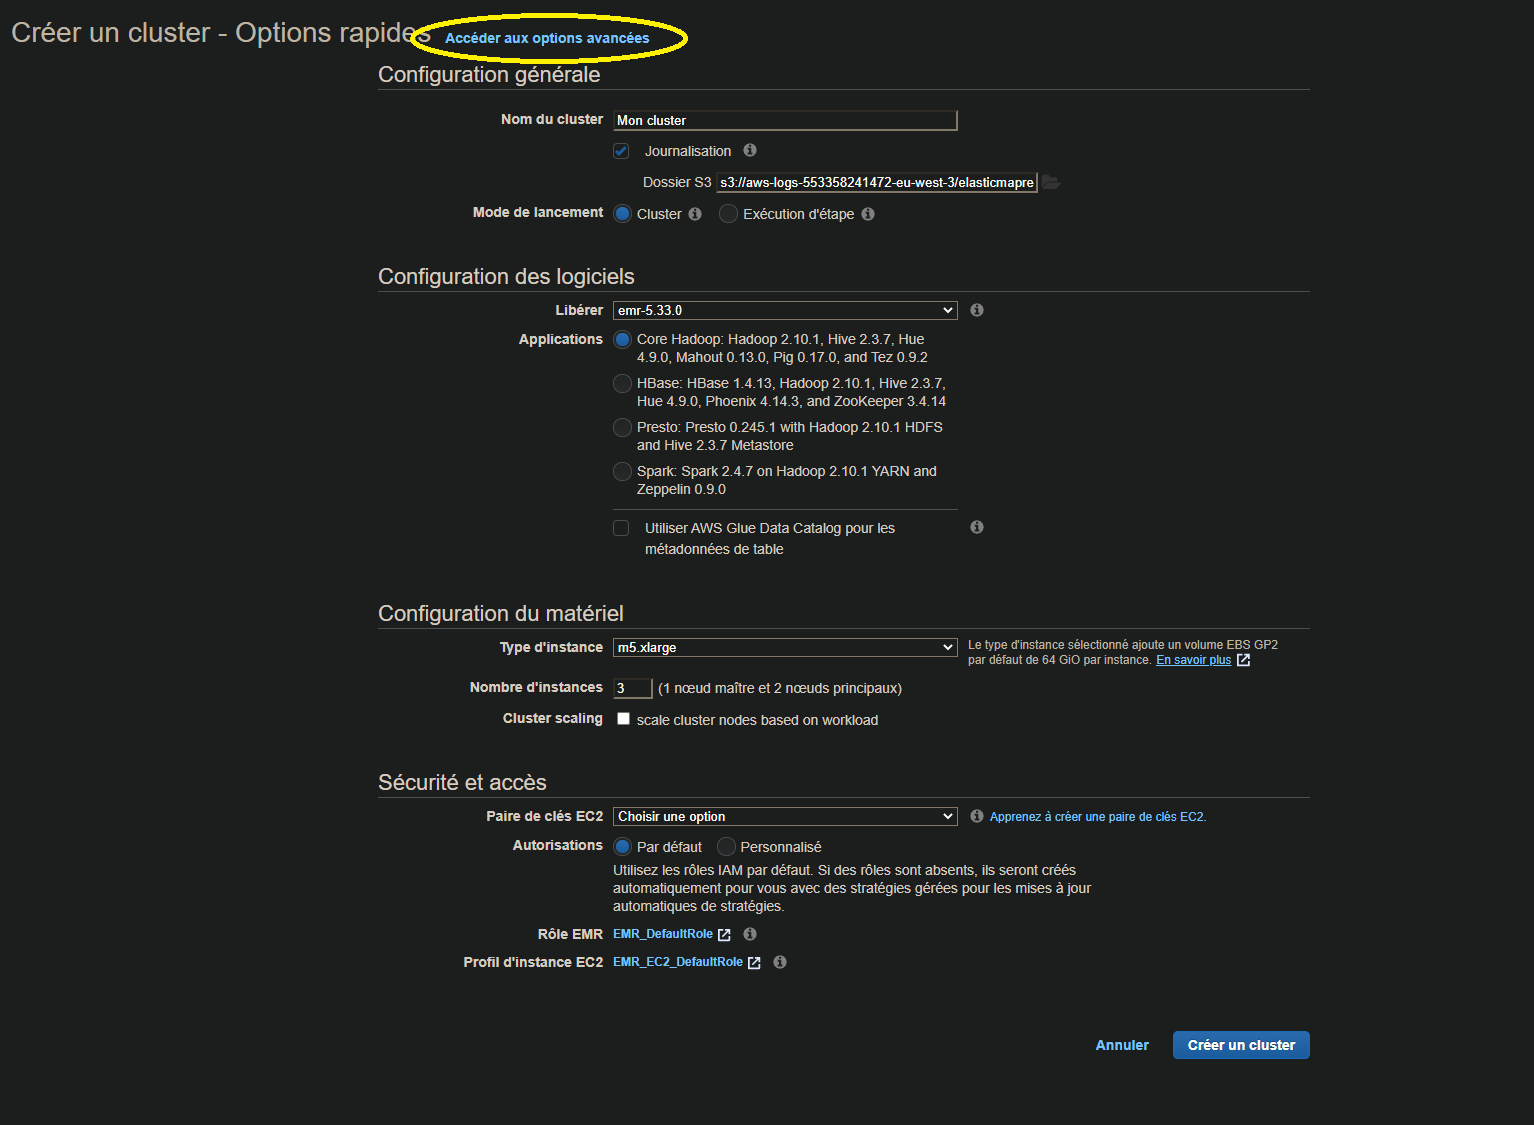 Créer un cluster - Options rapides Accéder aux options avancées
Configuration générale
Nom du cluster Mon cluster
Journalisation
Dossier S3 s3://aws-logs-553358241472-eu-west-3/elasticmapre
Mode de lancement Cluster Exécution d'étape
Configuration des logiciels
Libérer emr-5.33.0
Applications Core Hadoop: Hadoop 2.10.1, Hive 2.3.7, Hue
4.9.0, Mahout 0.13.0, Pig 0.17.0, and Tez 0.9.2
HBase: HBase 1.4.13, Hadoop 2.10.1, Hive 2.3.7,
Hue 4.9.0, Phoenix 4.14.3, and ZooKeeper 3.4.14
Presto: Presto 0.245.1 with Hadoop 2.10.1 HDFS
and Hive 2.3.7 Metastore
Spark: Spark 2.4.7 on Hadoop 2.10.1 YARN and
Zeppelin 0.9.0
Utiliser AWS Glue Data Catalog pour les
métadonnées de table
Configuration du matériel
Type d'instance m5.xlarge Le type d'instance sélectionné ajoute un volume EBS GP2
par défaut de 64 GiO par instance. En savoir plus
Nombre d'instances 3 (1 nœud maître et 2 nœuds principaux)
Cluster scaling scale cluster nodes based on workload
Sécurité et accès
Paire de clés EC2 Choisir une option Apprenez à créer une paire de clés EC2.
Autorisations Par défaut Personnalisé
Utilisez les rôles IAM par défaut. Si des rôles sont absents, ils seront créés
automatiquement pour vous avec des stratégies gérées pour les mises à jour
automatiques de stratégies.
Rôle EMR EMR_DefaultRole
Profil d'instance EC2 EMR_EC2_DefaultRole
Annuler Créer un cluster